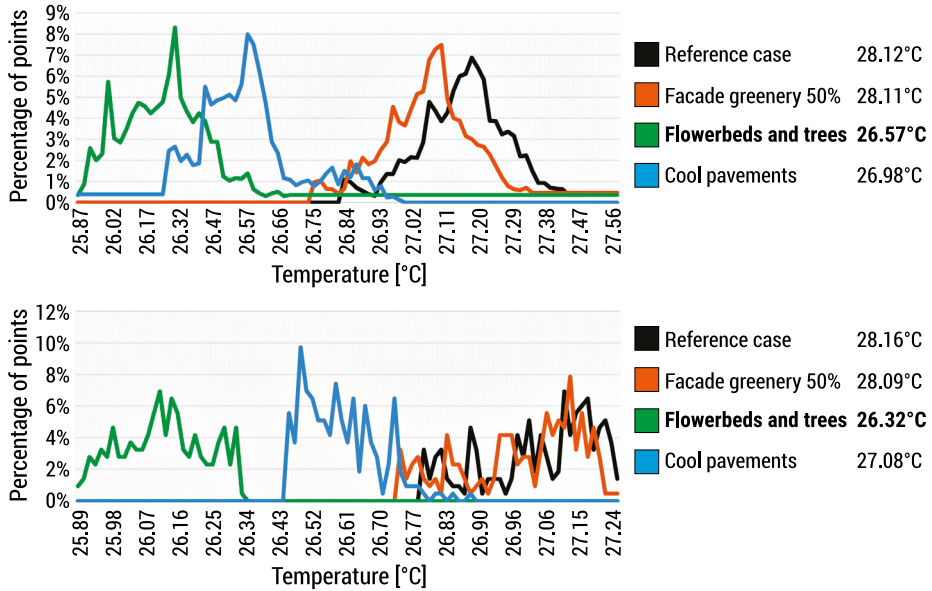 Percentage of points
9%
8%
7%
6%
5%
4%
3%
2%
1%
0%
25.87 26.02 26.17 26.32 26.47 26.57 26.66 26.75 26.84 26.93 27.02 27.11 27.20 27.29 27.38 27.47 27.56
Temperature [°C]
Reference case 28.12°C
Facade greenery 50% 28.11°C
Flowerbeds and trees 26.57°C
Cool pavements 26.98°C
Percentage of points
12%
10%
8%
6%
4%
2%
0%
25.89 25.98 26.07 26.16 26.25 26.34 26.43 26.52 26.61 26.70 26.77 26.83 26.90 26.96 27.06 27.15 27.24
Temperature [°C]
Reference case 28.16°C
Facade greenery 50% 28.09°C
Flowerbeds and trees 26.32°C
Cool pavements 27.08°C